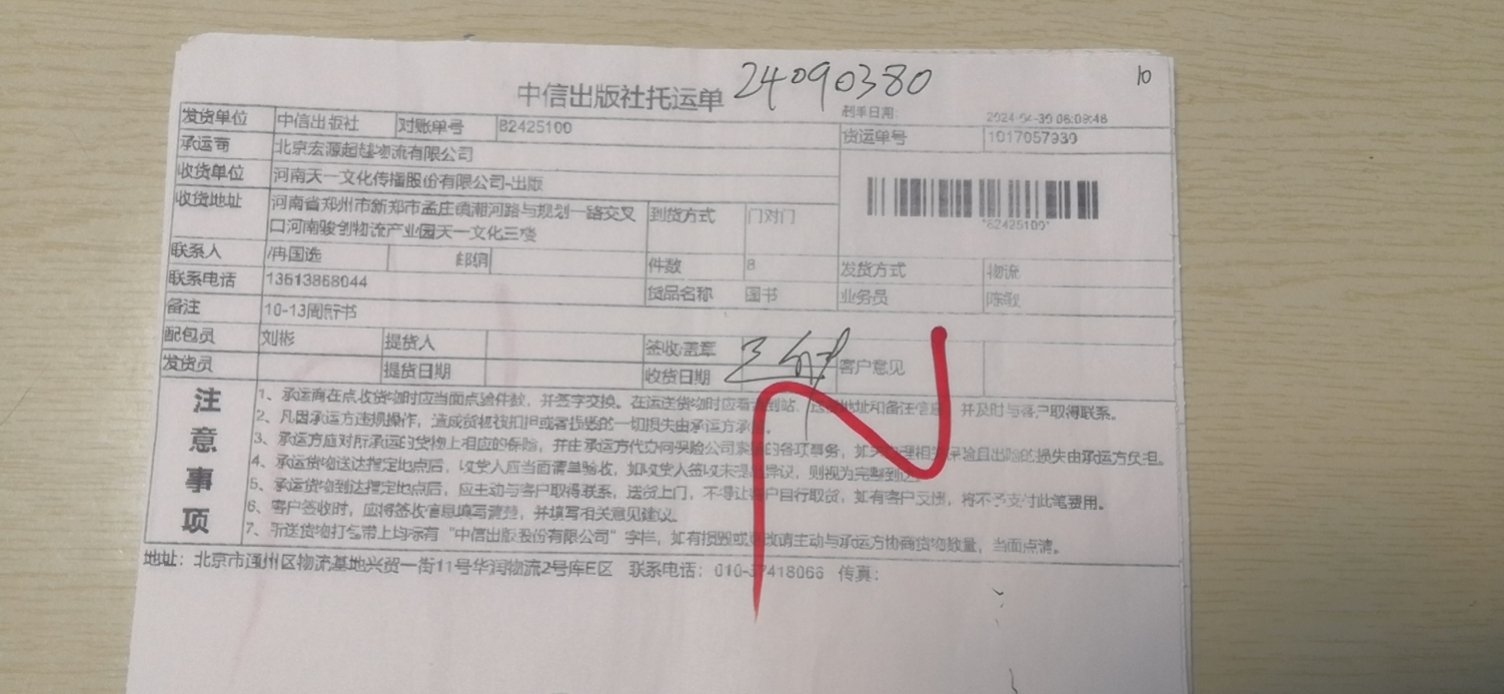 中信出版社托运单 24090380
10
到季日期: 2024-04-30 06:09:48
发货单位 中信出版社 对账单号 82425100 货运单号 1017057939
承运商 北京宏源超越物流有限公司
收货单位 河南天一文化传播股份有限公司-出版
*82425100*
收货地址 河南省郑州市新郑市孟庄镇潮河路与规划一路交叉 到货方式 门对门
口河南骏创物流产业园天一文化三楼
联系人 /冉国选 邮编 件数 8 发货方式 物流
联系电话 13613868044 货品名称 图书 业务员 陈敏
备注 10-13周新书
配包员 刘彬 提货人 签收/盖章 客户意见
发货员 提货日期 收货日期
注意事项
1、承运商在点收货物时应当面点验件数，并签字交换。在运送货物时应看 到站、送货地址和备注信息，并及时与客户取得联系。
2、凡因承运方违规操作，造成货物被扣担或者损毁的一切损失由承运方承
3、承运方应对所承运的货物上相应的保险，并由承运方代办向保险公司索 的各项事务，如 理相 保险且出险的损失由承运方负担。
4、承运货物送达指定地点后，收货人应当面清单验收，如收货人签收未提 异议，则视为完整到达
5、承运货物到达指定地点后，应主动与客户取得联系，送货上门，不得让客户自行取货，如有客户反馈，将不予支付此笔费用。
6、客户签收时，应将签收信息填写清楚，并填写相关意见建议。
7、所送货物打包带上均标有“中信出版股份有限公司”字样，如有损毁或 改请主动与承运方协商货物数量，当面点清。
地址：北京市通州区物流基地兴贸一街11号华润物流2号库E区 联系电话：010-37418066 传真：